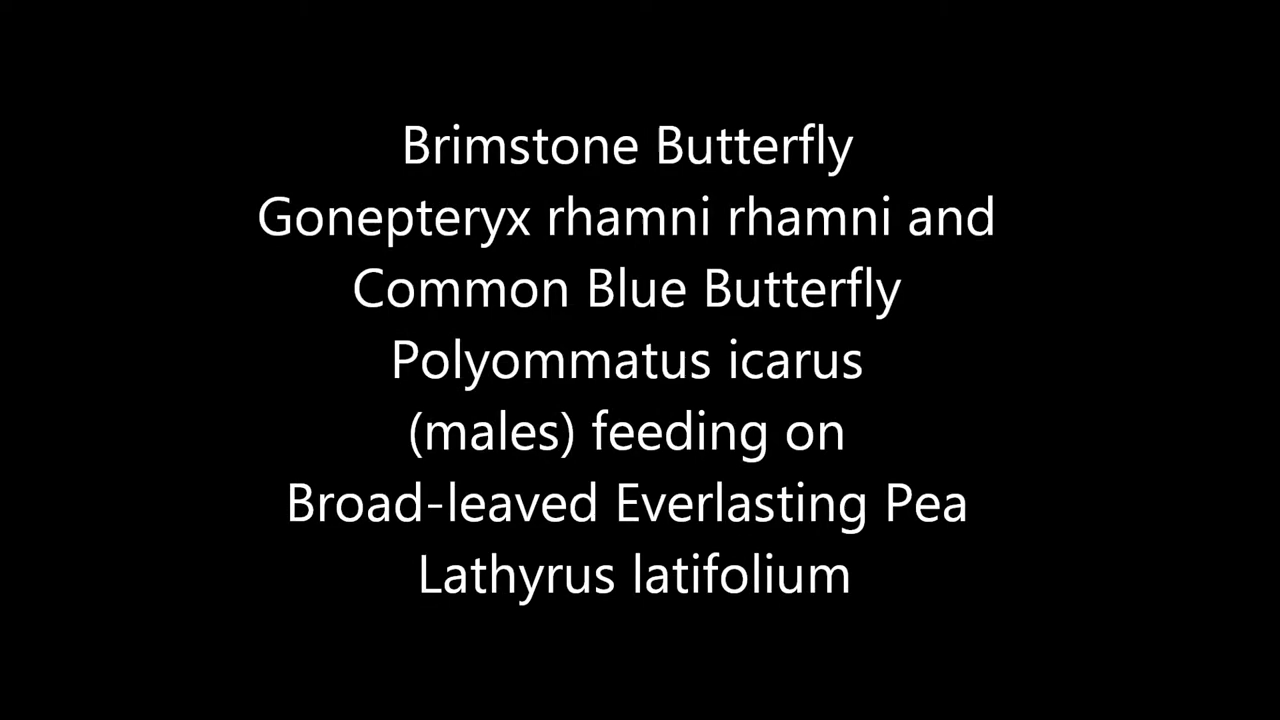 Brimstone Butterfly
Gonepteryx rhamni rhamni and
Common Blue Butterfly
Polyommatus icarus
(males) feeding on
Broad-leaved Everlasting Pea
Lathyrus latifolium